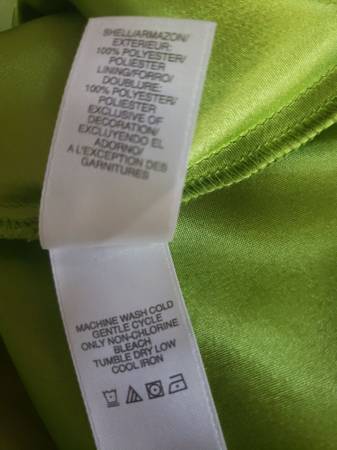 SHELL/ARMAZON/
EXTERIEUR:
100% POLYESTER/
POLIESTER
LINING/FORRO/
DOUBLURE:
100% POLYESTER/
POLIESTER
EXCLUSIVE OF
DECORATION/
EXCLUYENDO EL
ADORNO/
A L'EXCEPTION DES
GARNITURES
MACHINE WASH COLD
GENTLE CYCLE
ONLY NON-CHLORINE
BLEACH
TUMBLE DRY LOW
COOL IRON